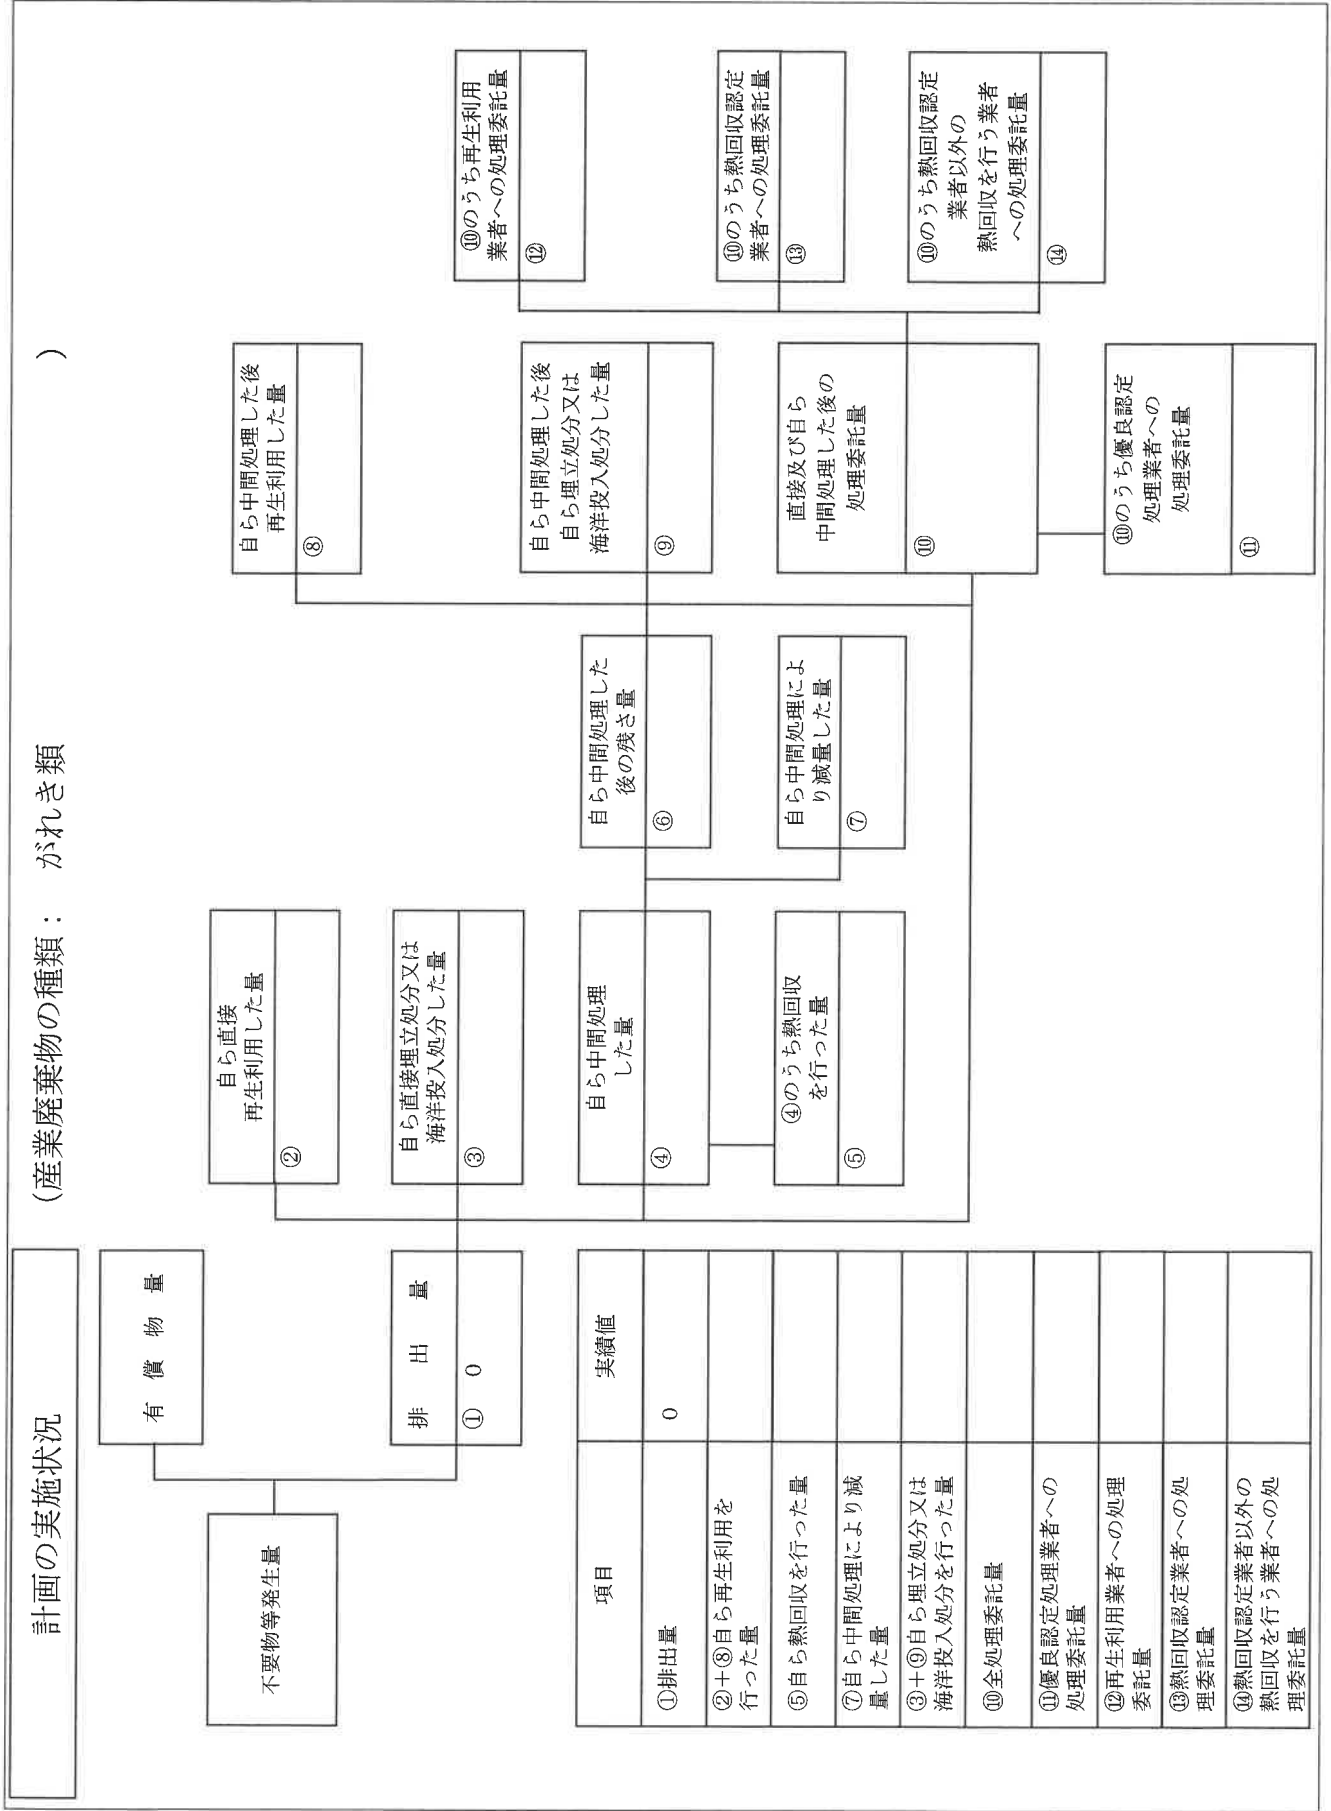 計画の実施状況
(産業廃棄物の種類： がれき類 )
有償物量
不要物等発生量
排出量
① 0
自ら直接
再生利用した量
②
自ら直接埋立処分又は
海洋投入処分した量
③
自ら中間処理
した量
④
④のうち熱回収
を行った量
⑤
自ら中間処理した
後の残さ量
⑥
自ら中間処理によ
り減量した量
⑦
自ら中間処理した後
再生利用した量
⑧
自ら中間処理した後
自ら埋立処分又は
海洋投入処分した量
⑨
直接及び自ら
中間処理した後の
処理委託量
⑩
⑩のうち優良認定
処理業者への
処理委託量
⑪
⑩のうち再生利用
業者への処理委託量
⑫
⑩のうち熱回収認定
業者への処理委託量
⑬
⑩のうち熱回収認定
業者以外の
熱回収を行う業者
への処理委託量
⑭
項目 実績値
①排出量 0
②＋⑧自ら再生利用を
行った量
⑤自ら熱回収を行った量
⑦自ら中間処理により減
量した量
③＋⑨自ら埋立処分又は
海洋投入処分を行った量
⑩全処理委託量
⑪優良認定処理業者への
処理委託量
⑫再生利用業者への処理
委託量
⑬熱回収認定業者への処
理委託量
⑭熱回収認定業者以外の
熱回収を行う業者への処
理委託量